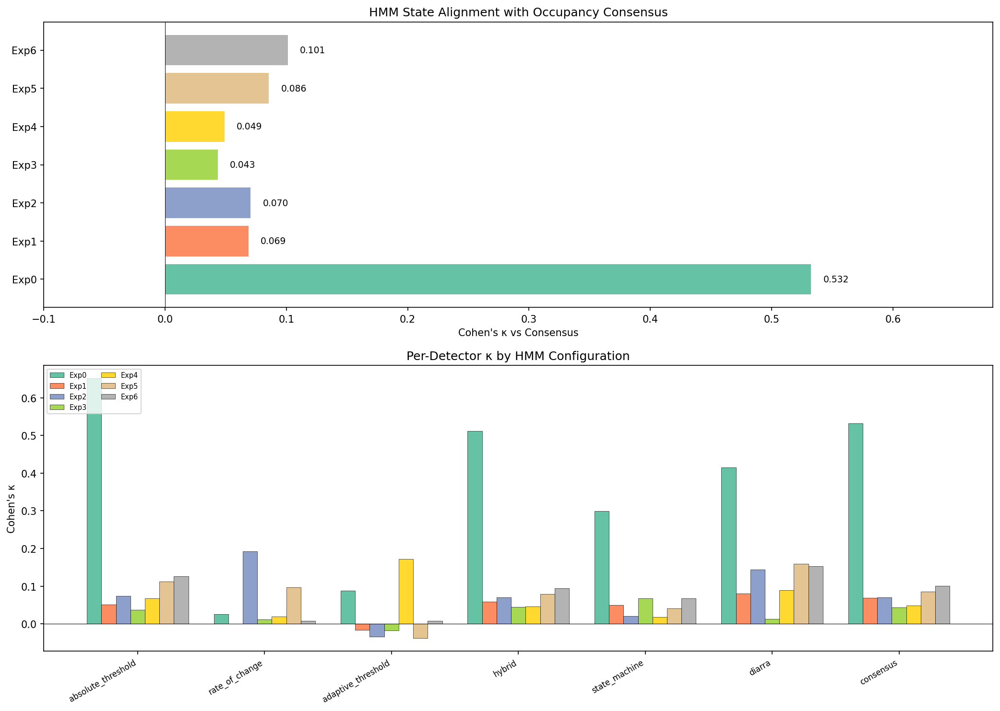 HMM State Alignment with Occupancy Consensus
Exp6
0.101
Exp5
0.086
Exp4
0.049
Exp3
0.043
Exp2
0.070
Exp1
0.069
Exp0
0.532
−0.1 0.0 0.1 0.2 0.3 0.4 0.5 0.6
Cohen's κ vs Consensus
Per-Detector κ by HMM Configuration
Exp0 Exp4
Exp1 Exp5
Exp2 Exp6
Exp3
0.6
0.5
0.4
0.3
0.2
0.1
0.0
Cohen's κ
absolute_threshold
rate_of_change
adaptive_threshold
hybrid
state_machine
diarra
consensus